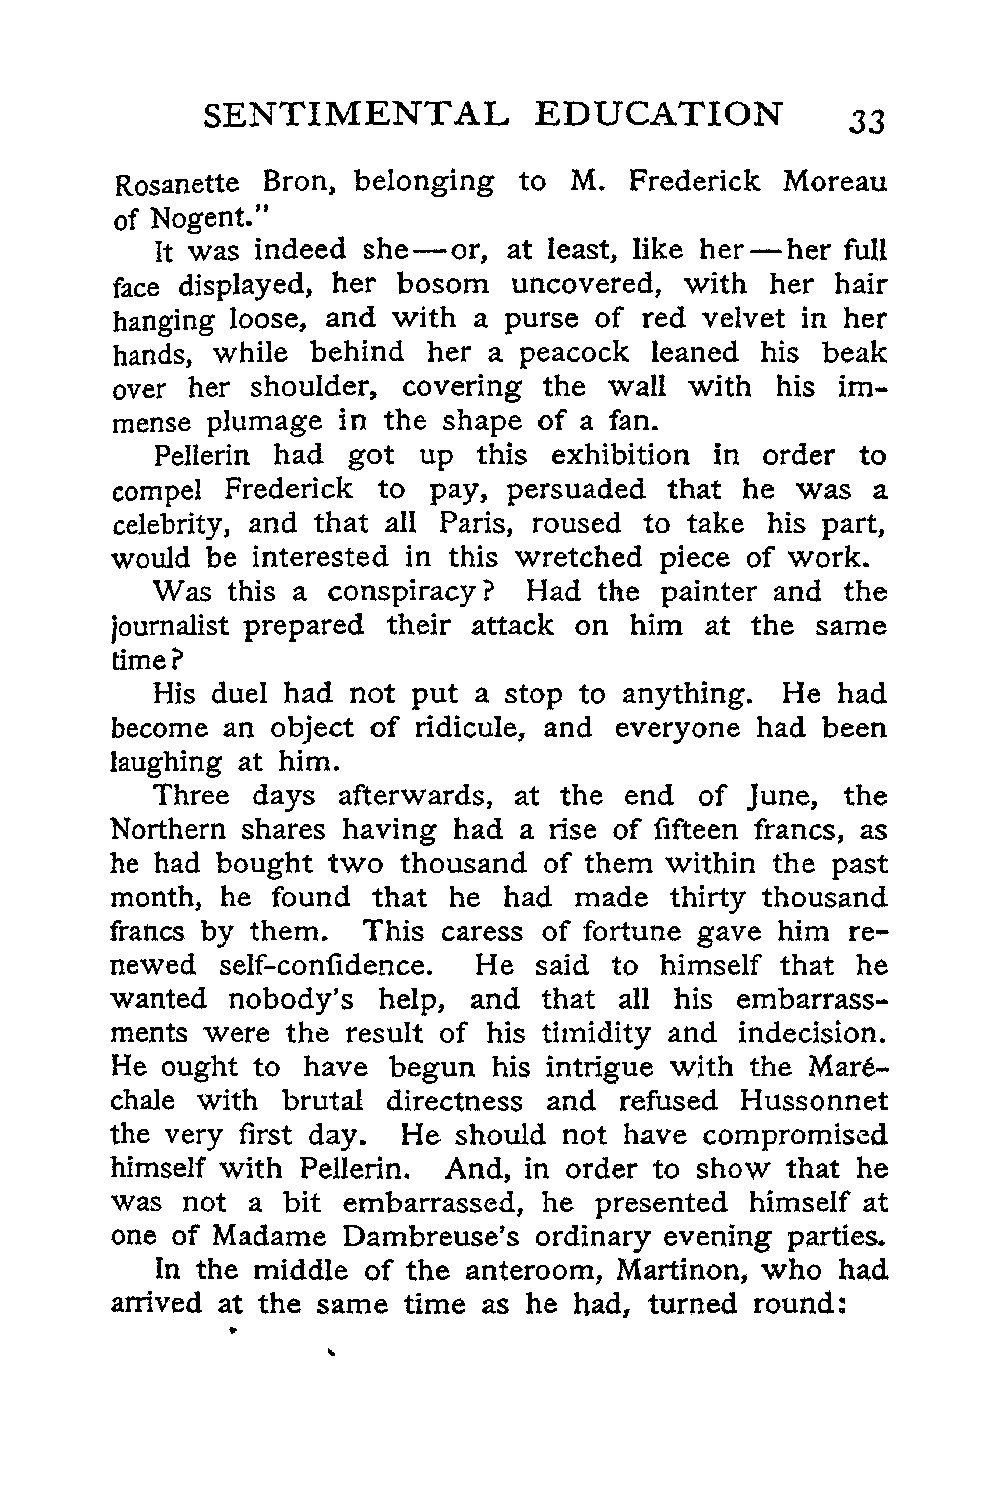 SENTIMENTAL EDUCATION 33
Rosanette Bron, belonging to M. Frederick Moreau
of Nogent."
It was indeed she—or, at least, like her—her full
face displayed, her bosom uncovered, with her hair
hanging loose, and with a purse of red velvet in her
hands, while behind her a peacock leaned his beak
over her shoulder, covering the wall with his im-
mense plumage in the shape of a fan.
Pellerin had got up this exhibition in order to
compel Frederick to pay, persuaded that he was a
celebrity, and that all Paris, roused to take his part,
would be interested in this wretched piece of work.
Was this a conspiracy? Had the painter and the
journalist prepared their attack on him at the same
time?
His duel had not put a stop to anything. He had
become an object of ridicule, and everyone had been
laughing at him.
Three days afterwards, at the end of June, the
Northern shares having had a rise of fifteen francs, as
he had bought two thousand of them within the past
month, he found that he had made thirty thousand
francs by them. This caress of fortune gave him re-
newed self-confidence. He said to himself that he
wanted nobody's help, and that all his embarrass-
ments were the result of his timidity and indecision.
He ought to have begun his intrigue with the Maré-
chale with brutal directness and refused Hussonnet
the very first day. He should not have compromised
himself with Pellerin. And, in order to show that he
was not a bit embarrassed, he presented himself at
one of Madame Dambreuse's ordinary evening parties.
In the middle of the anteroom, Martinon, who had
arrived at the same time as he had, turned round: